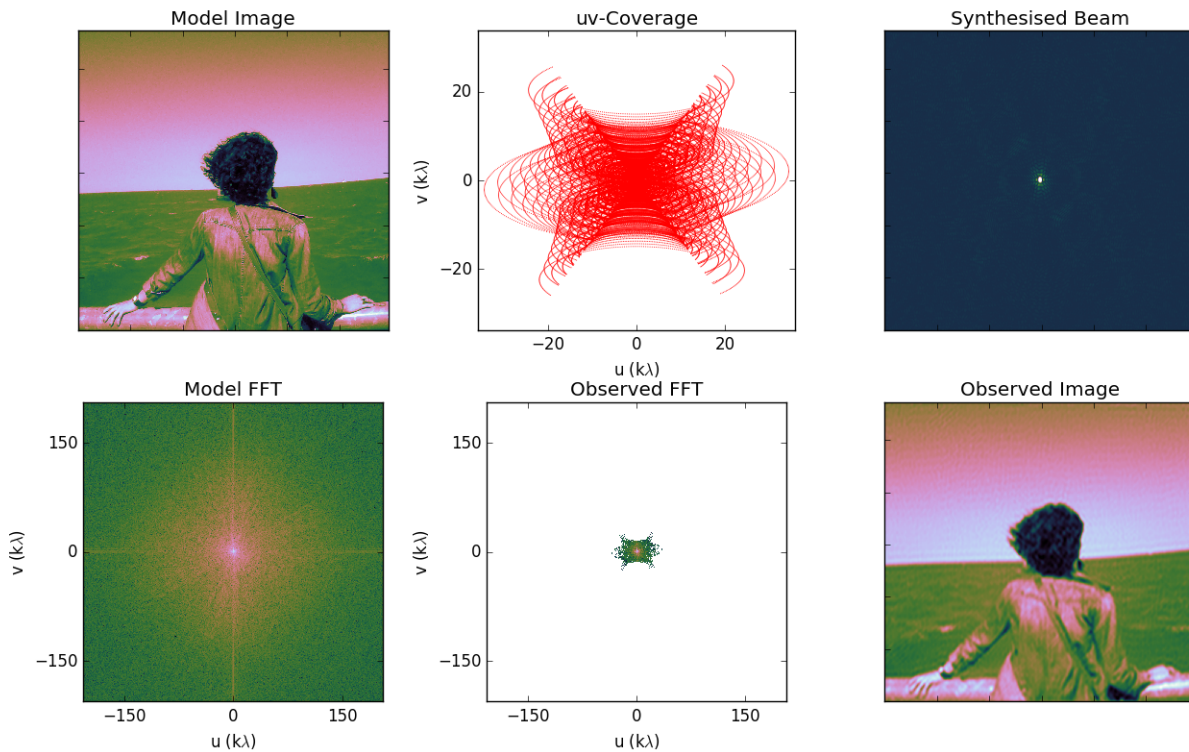 Model Image
uv-Coverage
Synthesised Beam
20
0
−20
v (kλ)
−20
0
20
u (kλ)
Model FFT
Observed FFT
Observed Image
150
0
−150
v (kλ)
−150
0
150
u (kλ)
150
0
−150
v (kλ)
−150
0
150
u (kλ)